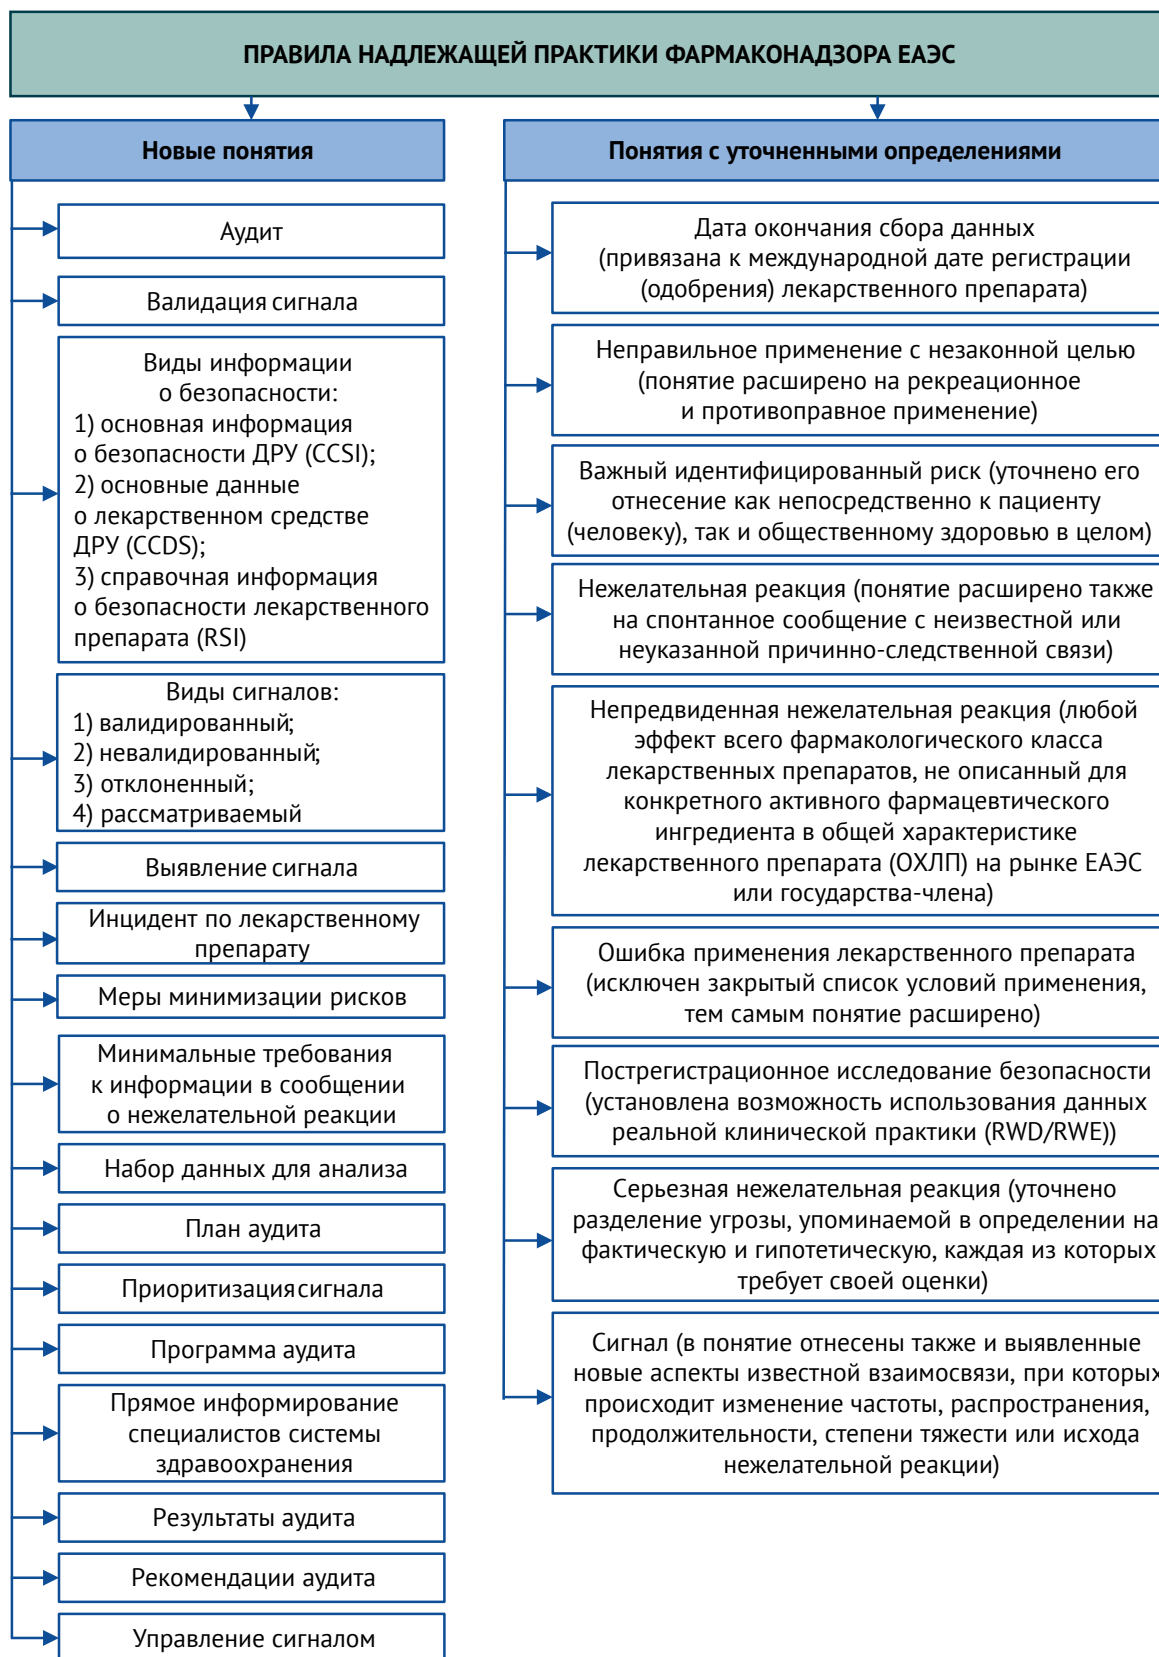 ПРАВИЛА НАДЛЕЖАЩЕЙ ПРАКТИКИ ФАРМАКОНАДЗОРА ЕАЭС
Новые понятия
Аудит
Валидация сигнала
Виды информации
о безопасности:
1) основная информация
о безопасности ДРУ (CCSI);
2) основные данные
о лекарственном средстве
ДРУ (CCDS);
3) справочная информация
о безопасности лекарственного
препарата (RSI)
Виды сигналов:
1) валидированный;
2) невалидированный;
3) отклоненный;
4) рассматриваемый
Выявление сигнала
Инцидент по лекарственному
препарату
Меры минимизации рисков
Минимальные требования
к информации в сообщении
о нежелательной реакции
Набор данных для анализа
План аудита
Приоритизация сигнала
Программа аудита
Прямое информирование
специалистов системы
здравоохранения
Результаты аудита
Рекомендации аудита
Управление сигналом
Понятия с уточненными определениями
Дата окончания сбора данных
(привязана к международной дате регистрации
(одобрения) лекарственного препарата)
Неправильное применение с незаконной целью
(понятие расширено на рекреационное
и противоправное применение)
Важный идентифицированный риск (уточнено его
отнесение как непосредственно к пациенту
(человеку), так и общественному здоровью в целом)
Нежелательная реакция (понятие расширено также
на спонтанное сообщение с неизвестной или
неуказанной причинно-следственной связи)
Непредвиденная нежелательная реакция (любой
эффект всего фармакологического класса
лекарственных препаратов, не описанный для
конкретного активного фармацевтического
ингредиента в общей характеристике
лекарственного препарата (ОХЛП) на рынке ЕАЭС
или государства-члена)
Ошибка применения лекарственного препарата
(исключен закрытый список условий применения,
тем самым понятие расширено)
Пострегистрационное исследование безопасности
(установлена возможность использования данных
реальной клинической практики (RWD/RWE))
Серьезная нежелательная реакция (уточнено
разделение угрозы, упоминаемой в определении на
фактическую и гипотетическую, каждая из которых
требует своей оценки)
Сигнал (в понятие отнесены также и выявленные
новые аспекты известной взаимосвязи, при которых
происходит изменение частоты, распространения,
продолжительности, степени тяжести или исхода
нежелательной реакции)